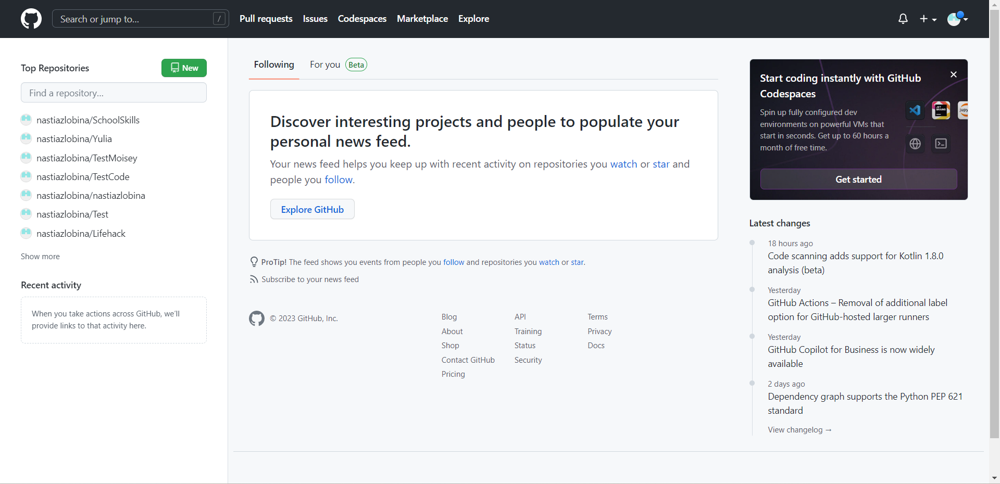 Search or jump to... /
Pull requests Issues Codespaces Marketplace Explore
Top Repositories
New
Find a repository...
nastiazlobina/SchoolSkills
nastiazlobina/Yulia
nastiazlobina/TestMoisey
nastiazlobina/TestCode
nastiazlobina/nastiazlobina
nastiazlobina/Test
nastiazlobina/Lifehack
Show more
Recent activity
When you take actions across GitHub, we'll
provide links to that activity here.
Following For you Beta
Discover interesting projects and people to populate your
personal news feed.
Your news feed helps you keep up with recent activity on repositories you watch or star and
people you follow.
Explore GitHub
ProTip! The feed shows you events from people you follow and repositories you watch or star.
Subscribe to your news feed
© 2023 GitHub, Inc.
Blog
About
Shop
Contact GitHub
Pricing
API
Training
Status
Security
Terms
Privacy
Docs
Start coding instantly with GitHub
Codespaces
Spin up fully configured dev
environments on powerful VMs that
start in seconds. Get up to 60 hours a
month of free time.
JET
BRAINS
jupy
Get started
Latest changes
18 hours ago
Code scanning adds support for Kotlin 1.8.0
analysis (beta)
Yesterday
GitHub Actions – Removal of additional label
option for GitHub-hosted larger runners
Yesterday
GitHub Copilot for Business is now widely
available
2 days ago
Dependency graph supports the Python PEP 621
standard
View changelog →